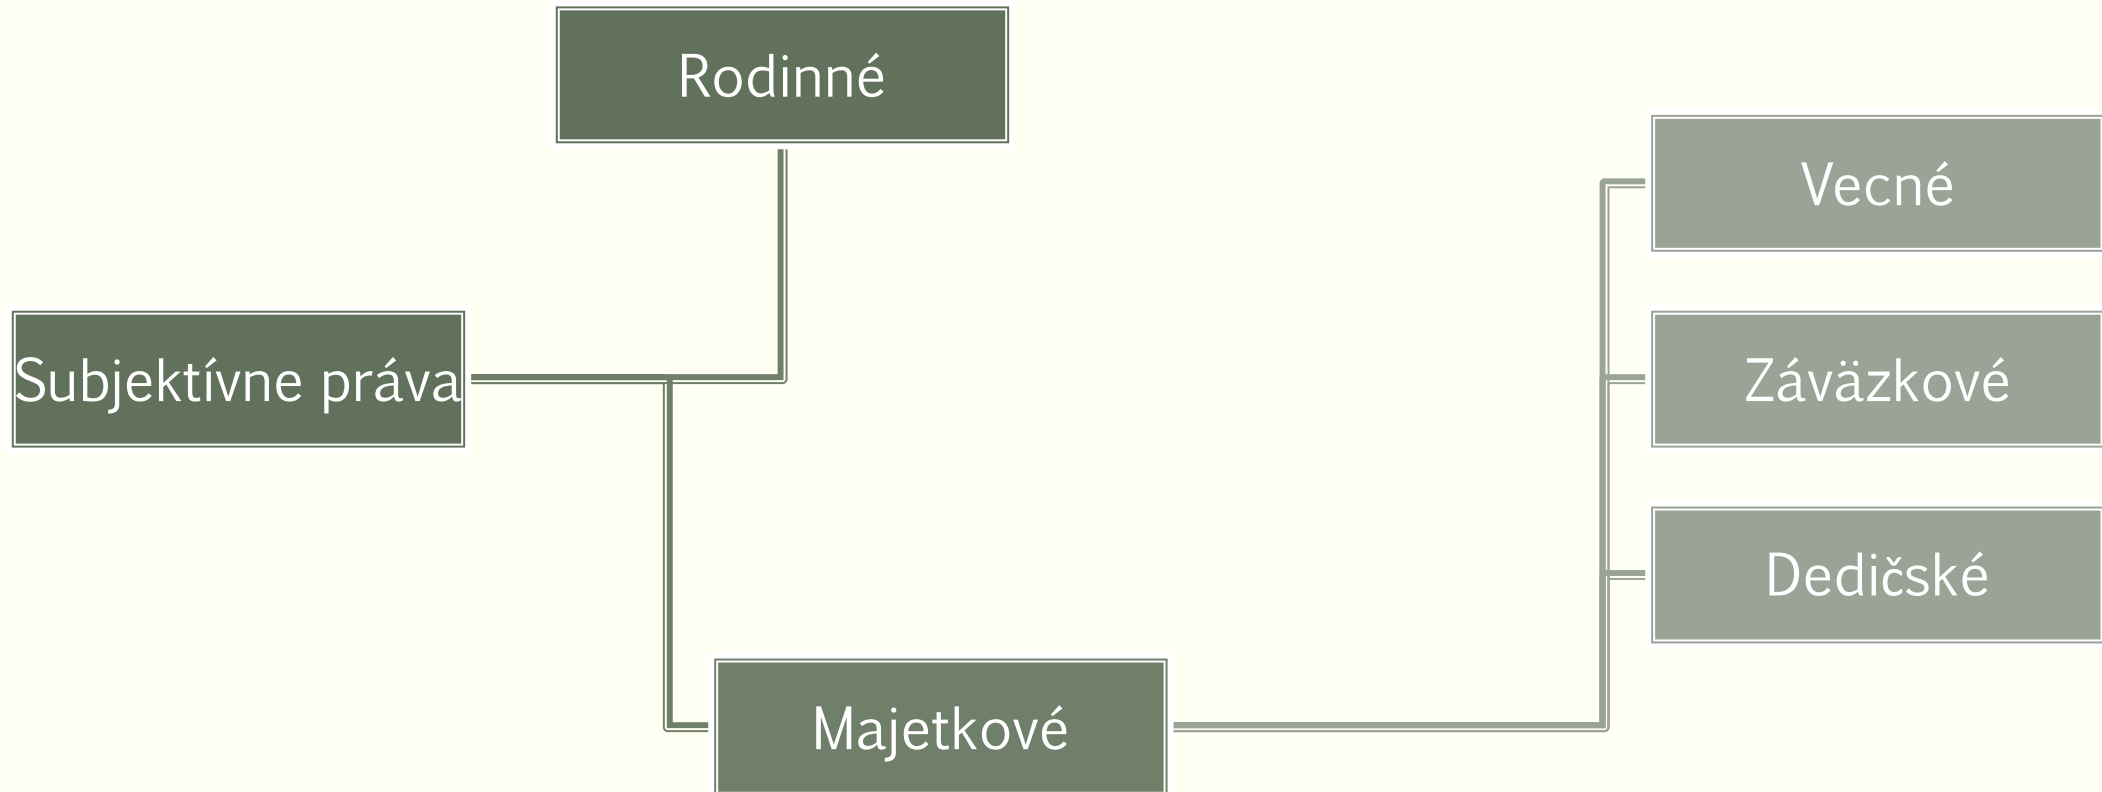 Rodinné
Vecné
Subjektívne práva
Záväzkové
Dedičské
Majetkové